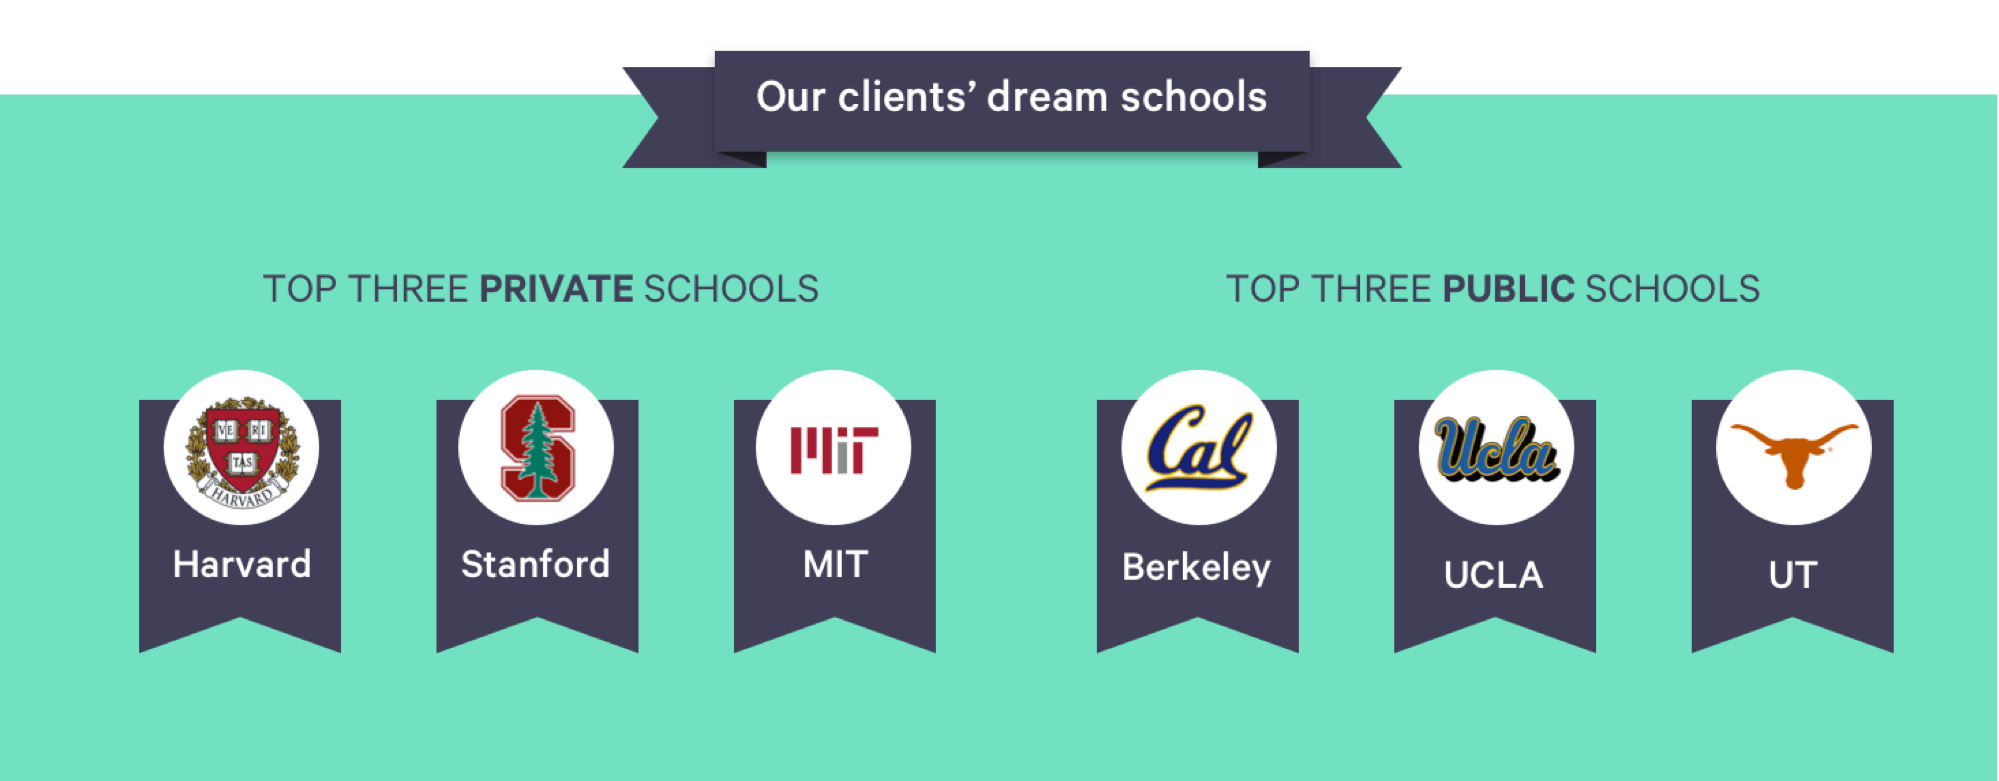 Our clients’ dream schools
TOP THREE PRIVATE SCHOOLS
TOP THREE PUBLIC SCHOOLS
VE RI
TAS
HARVARD
MiT
Cal
Ucla
Harvard
Stanford
MIT
Berkeley
UCLA
UT